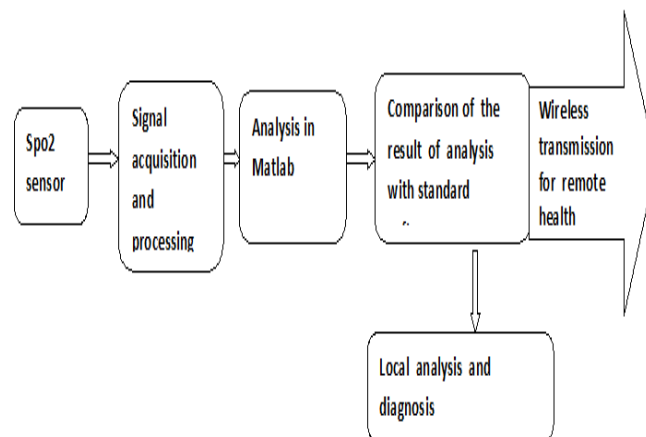 Spo2
sensor
Signal
acquisition
and
processing
Analysis in
Matlab
Comparison of the
result of analysis
with standard
Wireless
transmission
for remote
health
Local analysis and
diagnosis